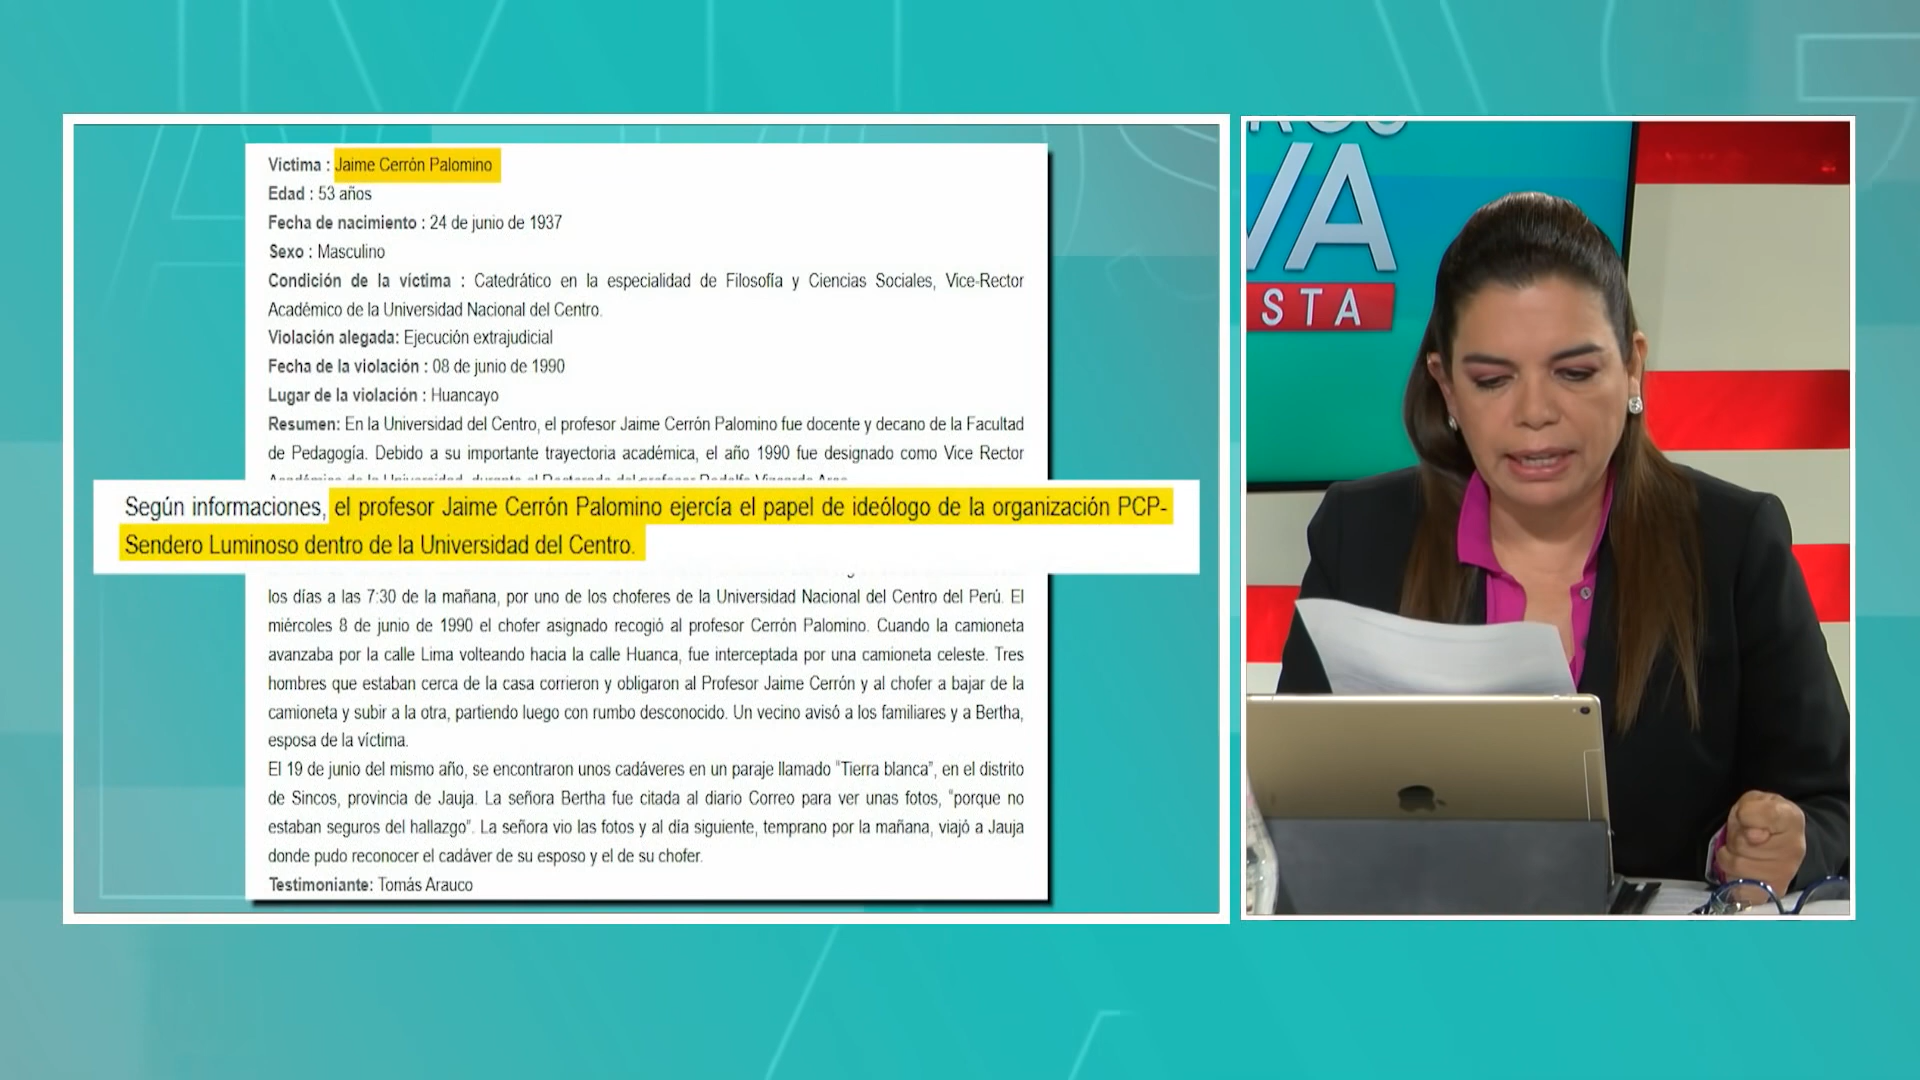 Victima : Jaime Cerrón Palomino
Edad : 53 años
Fecha de nacimiento : 24 de junio de 1937
Sexo : Masculino
Condición de la víctima : Catedrático en la especialidad de Filosofía y Ciencias Sociales, Vice-Rector
Académico de la Universidad Nacional del Centro.
Violación alegada: Ejecución extrajudicial
Fecha de la violación : 08 de junio de 1990
Lugar de la violación : Huancayo
Resumen: En la Universidad del Centro, el profesor Jaime Cerrón Palomino fue docente y decano de la Facultad
de Pedagogía. Debido a su importante trayectoria académica, el año 1990 fue designado como Vice Rector
Académico de la Universidad, durante el Rectorado del profesor
Según informaciones, el profesor Jaime Cerrón Palomino ejercía el papel de ideólogo de la organización PCP-
Sendero Luminoso dentro de la Universidad del Centro.
los días a las 7:30 de la mañana, por uno de los choferes de la Universidad Nacional del Centro del Perú. El
miércoles 8 de junio de 1990 el chofer asignado recogió al profesor Cerrón Palomino. Cuando la camioneta
avanzaba por la calle Lima volteando hacia la calle Huanca, fue interceptada por una camioneta celeste. Tres
hombres que estaban cerca de la casa corrieron y obligaron al Profesor Jaime Cerrón y al chofer a bajar de la
camioneta y subir a la otra, partiendo luego con rumbo desconocido. Un vecino avisó a los familiares y a Bertha,
esposa de la víctima.
El 19 de junio del mismo año, se encontraron unos cadáveres en un paraje llamado "Tierra blanca", en el distrito
de Sincos, provincia de Jauja. La señora Bertha fue citada al diario Correo para ver unas fotos, "porque no
estaban seguros del hallazgo". La señora vio las fotos y al día siguiente, temprano por la mañana, viajó a Jauja
donde pudo reconocer el cadáver de su esposo y el de su chofer.
Testimoniante: Tomás Arauco
VA
STA